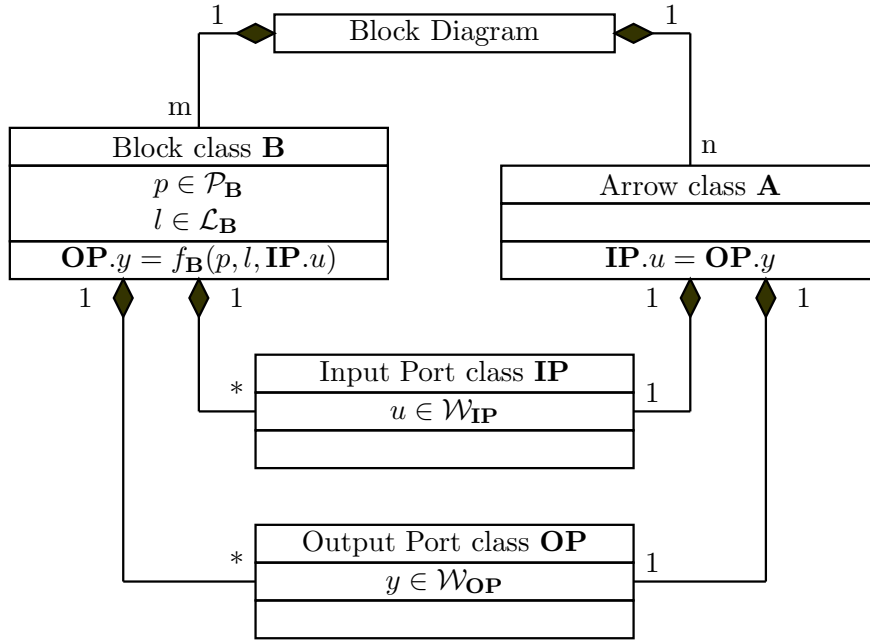 1 Block Diagram 1
m
n
Block class B
p ∈ 𝒫_B
l ∈ ℒ_B
OP.y = f_B(p, l, IP.u)
Arrow class A
IP.u = OP.y
1 1 1 1
Input Port class IP
* 1
u ∈ 𝒲_IP
Output Port class OP
* 1
y ∈ 𝒲_OP